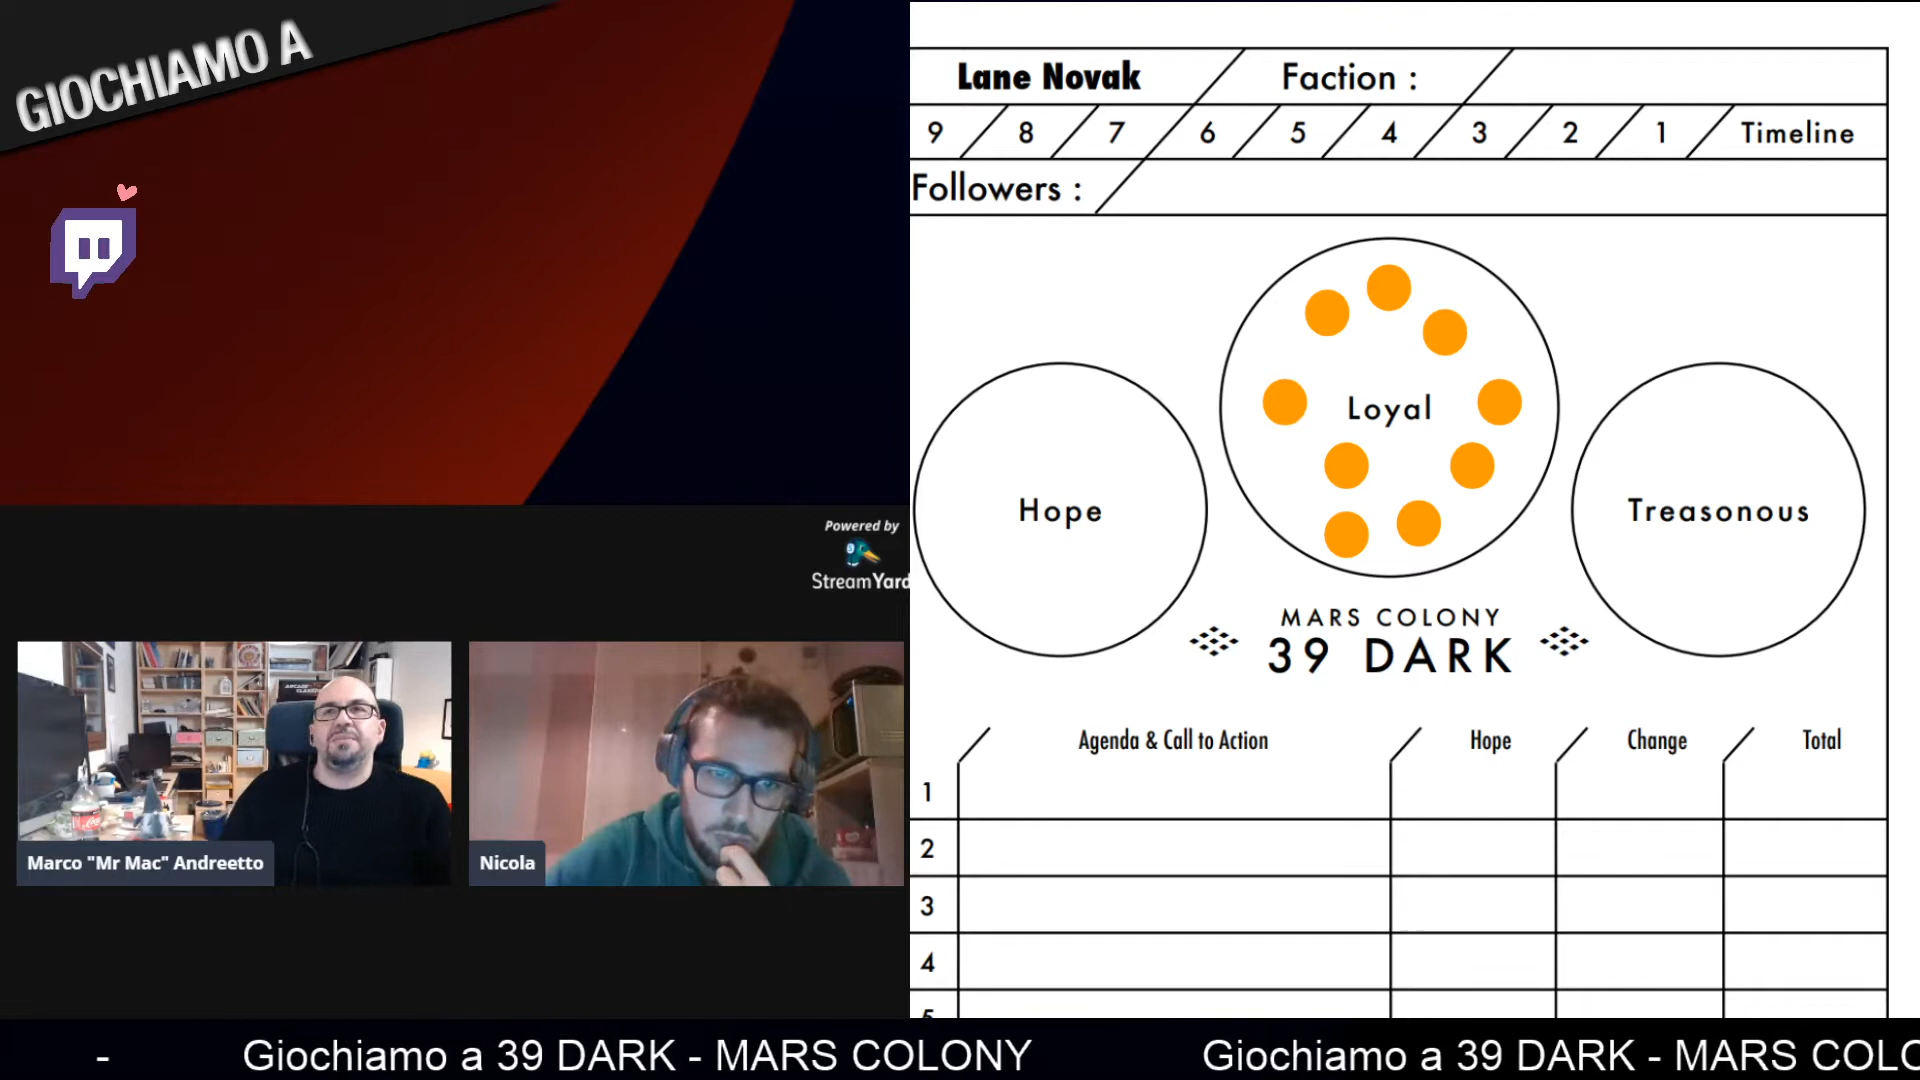 GIOCHIAMO A
Lane Novak
Faction :
9 8 7 6 5 4 3 2 1 Timeline
Followers :
Loyal
Hope
Treasonous
MARS COLONY
39 DARK
Agenda & Call to Action
Hope
Change
Total
1
2
3
4
Powered by
StreamYard
Marco "Mr Mac" Andreetto
Nicola
- Giochiamo a 39 DARK - MARS COLONY Giochiamo a 39 DARK - MARS COLO